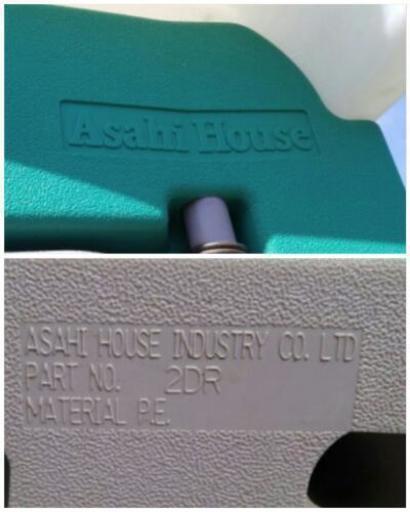 Asahi House
ASAHI HOUSE INDUSTRY CO. LTD
PART NO. 2DR
MATERIAL P.E.